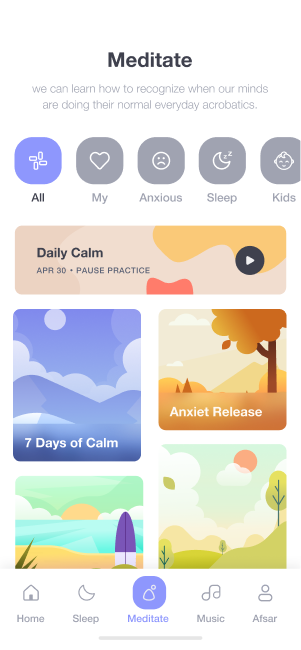 Meditate
we can learn how to recognize when our minds
are doing their normal everyday acrobatics.
All
My
Anxious
Sleep
Kids
Daily Calm
APR 30 • PAUSE PRACTICE
7 Days of Calm
Anxiet Release
Home
Sleep
Meditate
Music
Afsar